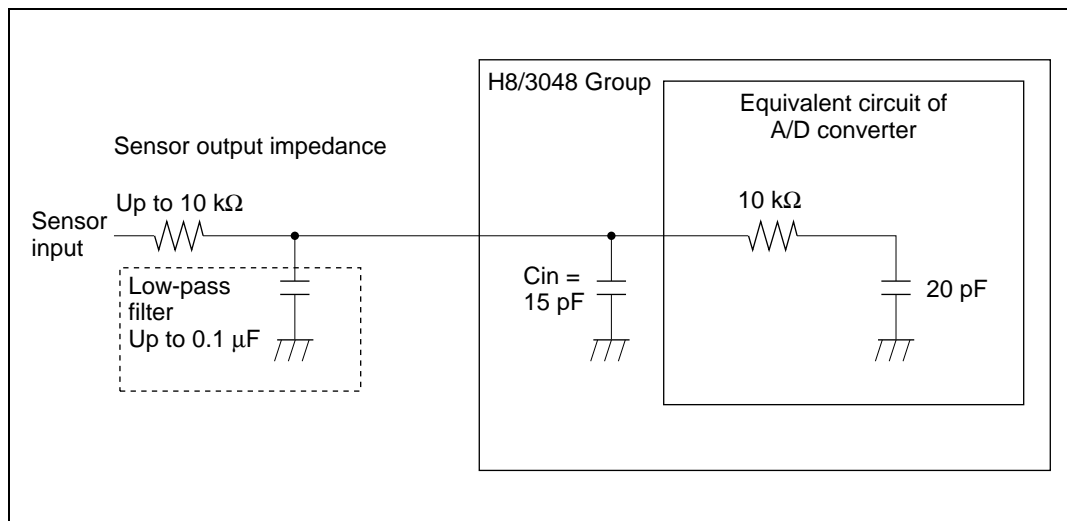 H8/3048 Group
Equivalent circuit of
A/D converter
Sensor output impedance
Up to 10 kΩ
10 kΩ
Sensor
input
Low-pass
filter
Up to 0.1 μF
Cin =
15 pF
20 pF